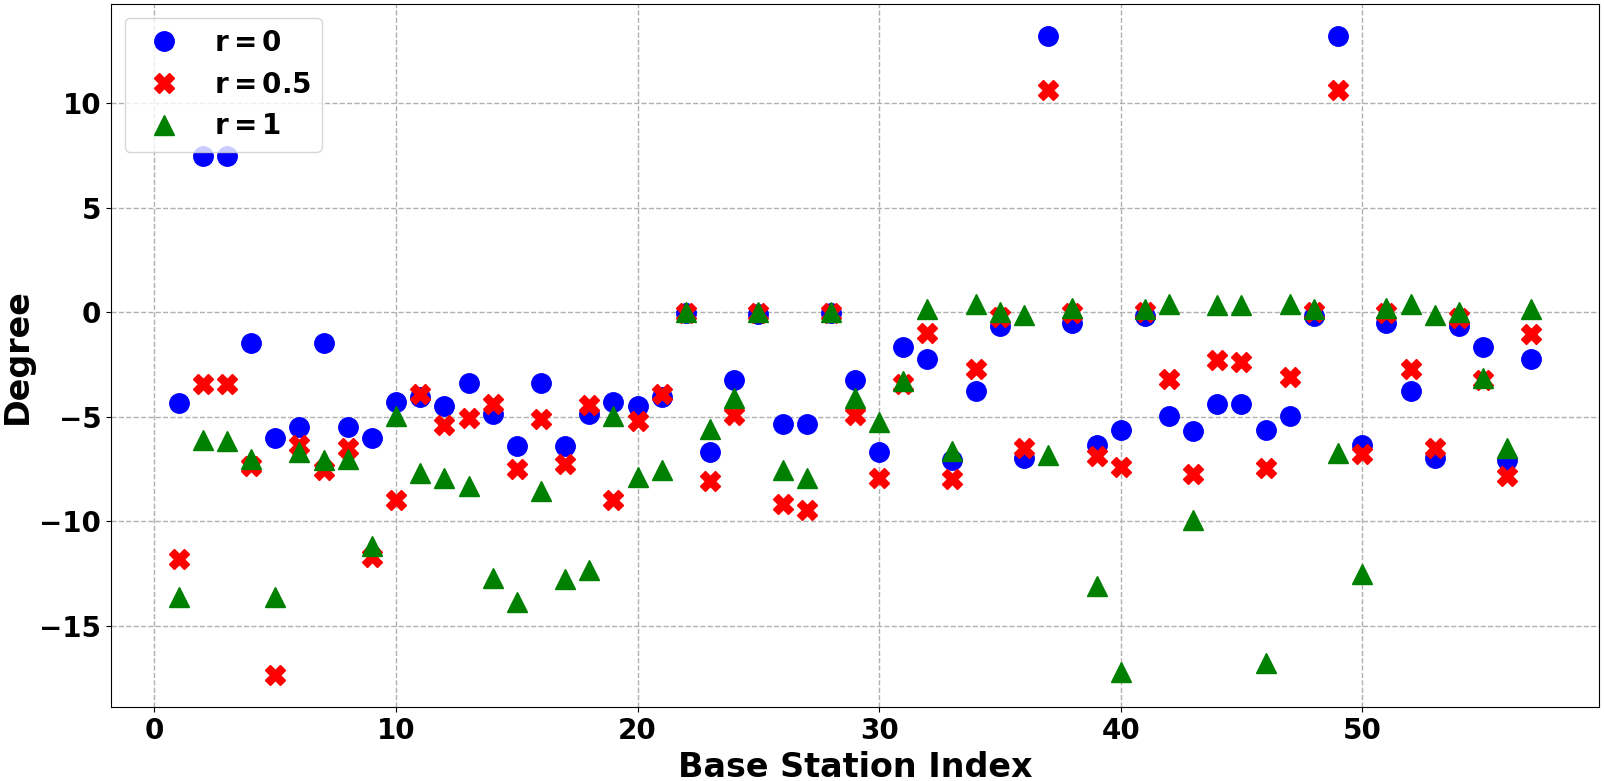 r = 0
r = 0.5
r = 1
10
5
0
−5
−10
−15
0 10 20 30 40 50
Degree
Base Station Index